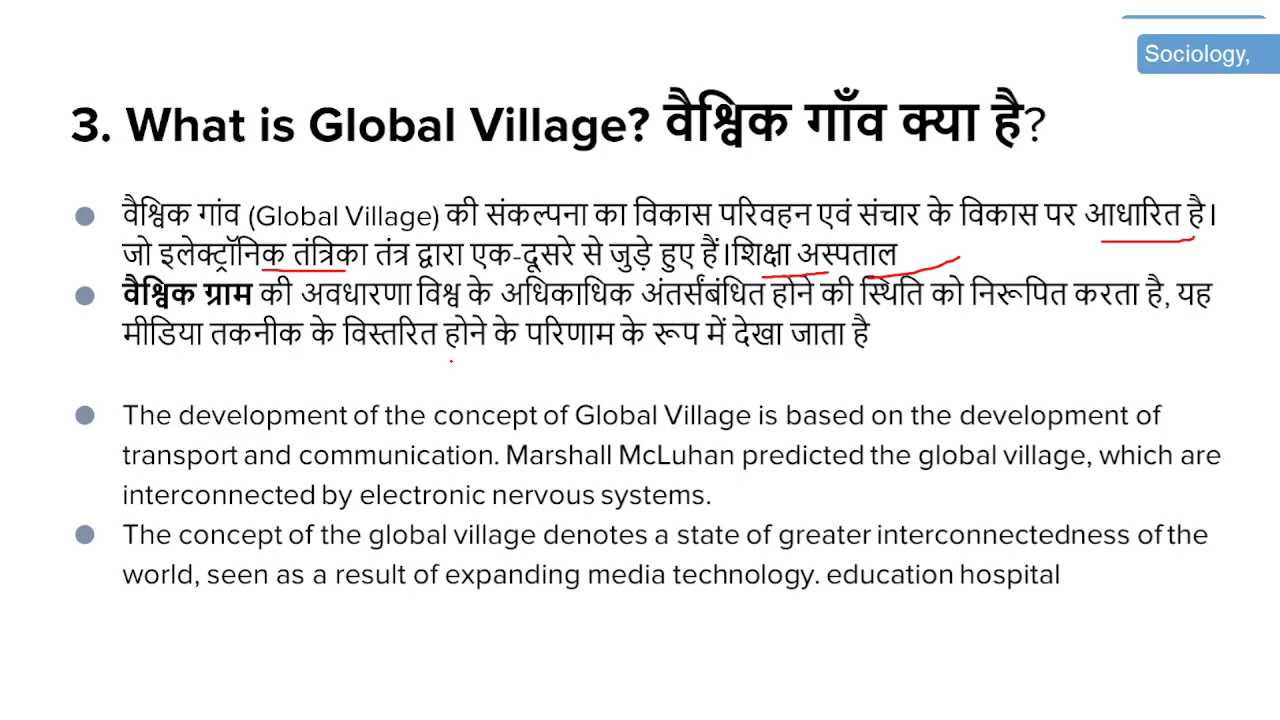 Sociology,
3. What is Global Village? वैश्विक गाँव क्या है?
वैश्विक गांव (Global Village) की संकल्पना का विकास परिवहन एवं संचार के विकास पर आधारित है।
जो इलेक्ट्रॉनिक तंत्रिका तंत्र द्वारा एक-दूसरे से जुड़े हुए हैं।शिक्षा अस्पताल
वैश्विक ग्राम की अवधारणा विश्व के अधिकाधिक अंतर्संबंधित होने की स्थिति को निरूपित करता है, यह
मीडिया तकनीक के विस्तरित होने के परिणाम के रूप में देखा जाता है
The development of the concept of Global Village is based on the development of
transport and communication. Marshall McLuhan predicted the global village, which are
interconnected by electronic nervous systems.
The concept of the global village denotes a state of greater interconnectedness of the
world, seen as a result of expanding media technology. education hospital